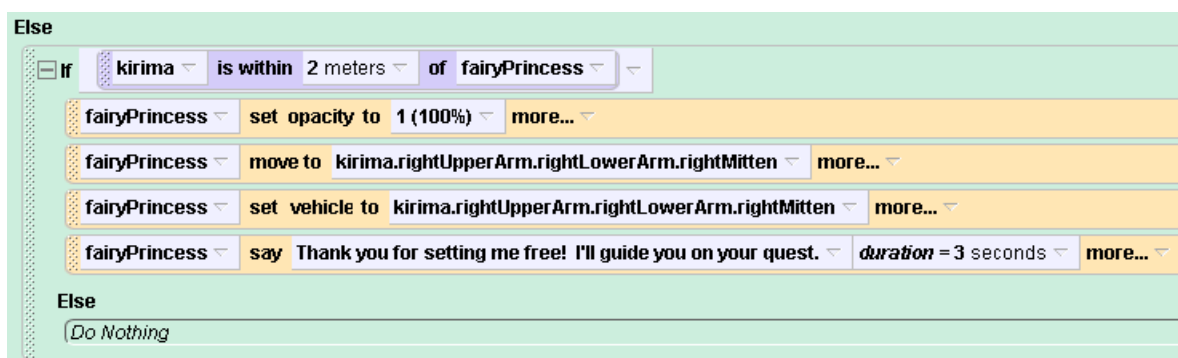 Else
If kirima is within 2 meters of fairyPrincess
fairyPrincess set opacity to 1 (100%) more...
fairyPrincess move to kirima.rightUpperArm.rightLowerArm.rightMitten more...
fairyPrincess set vehicle to kirima.rightUpperArm.rightLowerArm.rightMitten more...
fairyPrincess say Thank you for setting me free! I'll guide you on your quest. duration = 3 seconds more...
Else
Do Nothing